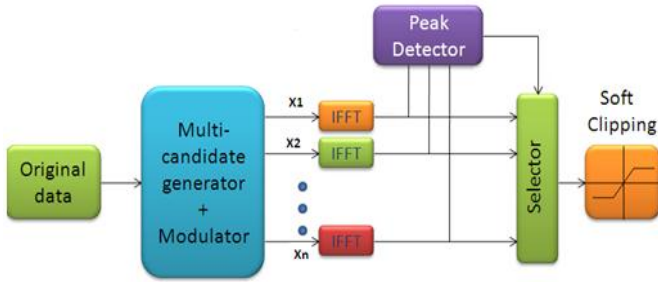 Peak
Detector
X1
IFFT
X2
IFFT
Xn
IFFT
Original
data
Multi-
candidate
generator
+
Modulator
Selector
Soft
Clipping